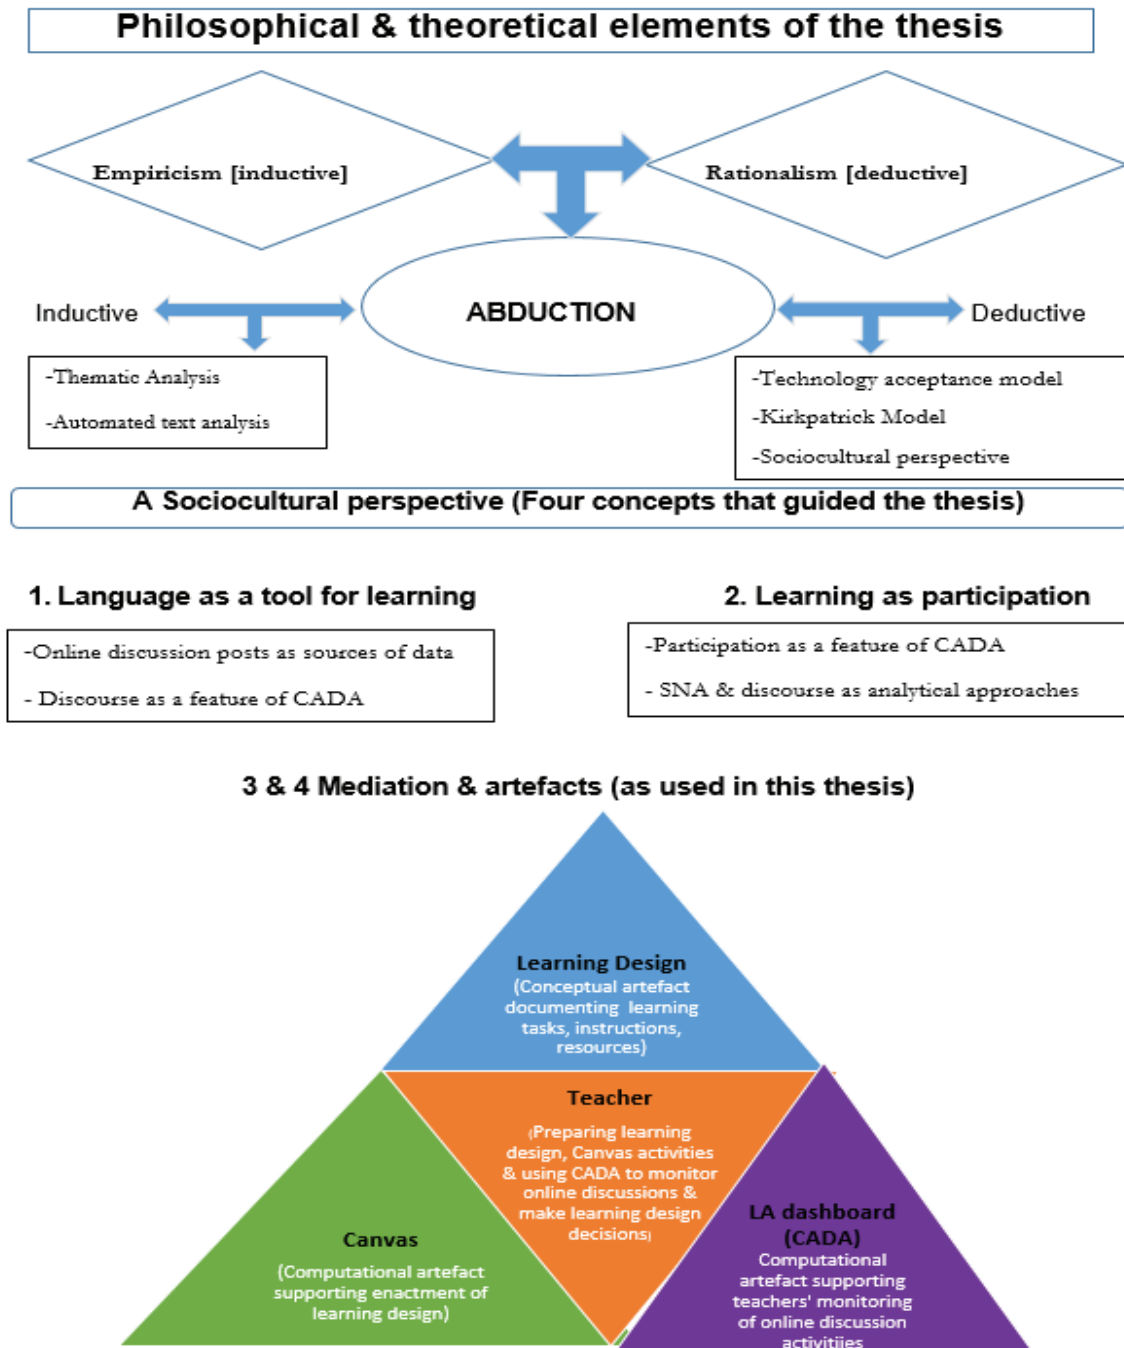 Philosophical & theoretical elements of the thesis
Empiricism [inductive]
Rationalism [deductive]
ABDUCTION
Inductive
Deductive
-Thematic Analysis
-Automated text analysis
-Technology acceptance model
-Kirkpatrick Model
-Sociocultural perspective
A Sociocultural perspective (Four concepts that guided the thesis)
1. Language as a tool for learning
-Online discussion posts as sources of data
- Discourse as a feature of CADA
2. Learning as participation
-Participation as a feature of CADA
- SNA & discourse as analytical approaches
3 & 4 Mediation & artefacts (as used in this thesis)
Learning Design
(Conceptual artefact
documenting learning
tasks, instructions,
resources)
Teacher
(Preparing learning
design, Canvas activities
& using CADA to monitor
online discussions &
make learning design
decisions)
Canvas
(Computational artefact
supporting enactment of
learning design)
LA dashboard
(CADA)
Computational
artefact supporting
teachers' monitoring
of online discussion
activitiies